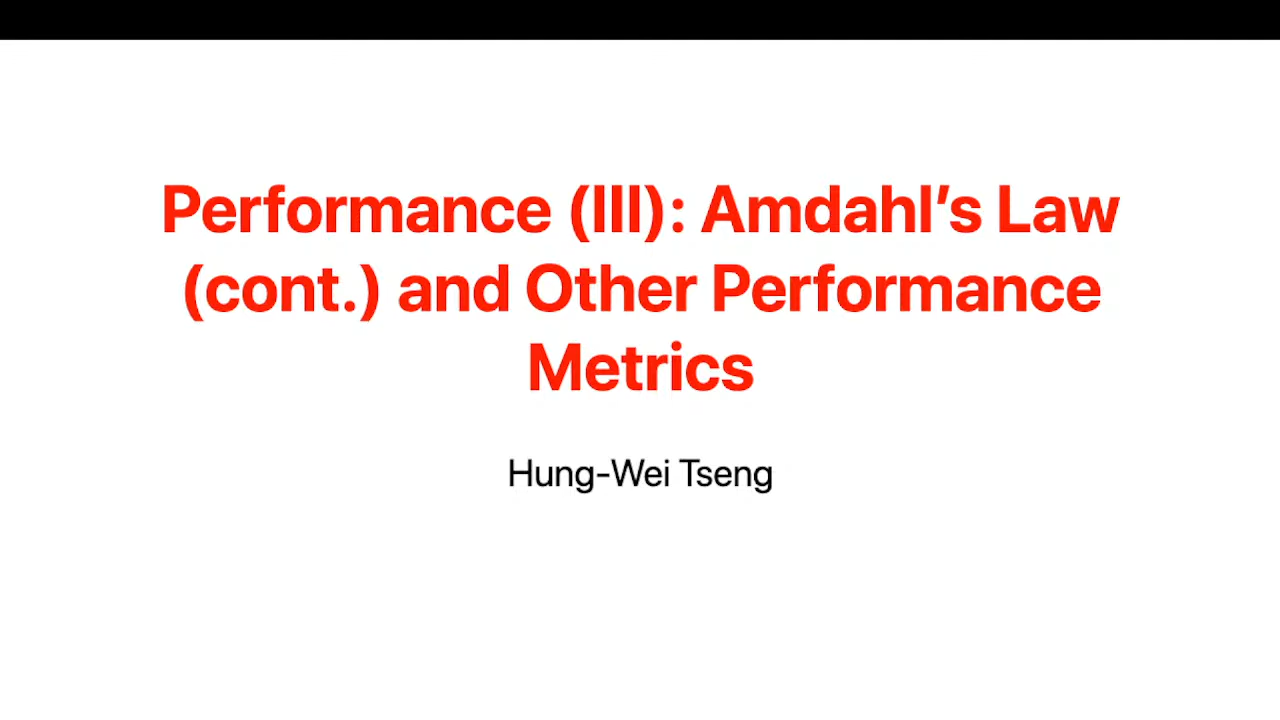 Performance (III): Amdahl’s Law
(cont.) and Other Performance
Metrics
Hung-Wei Tseng